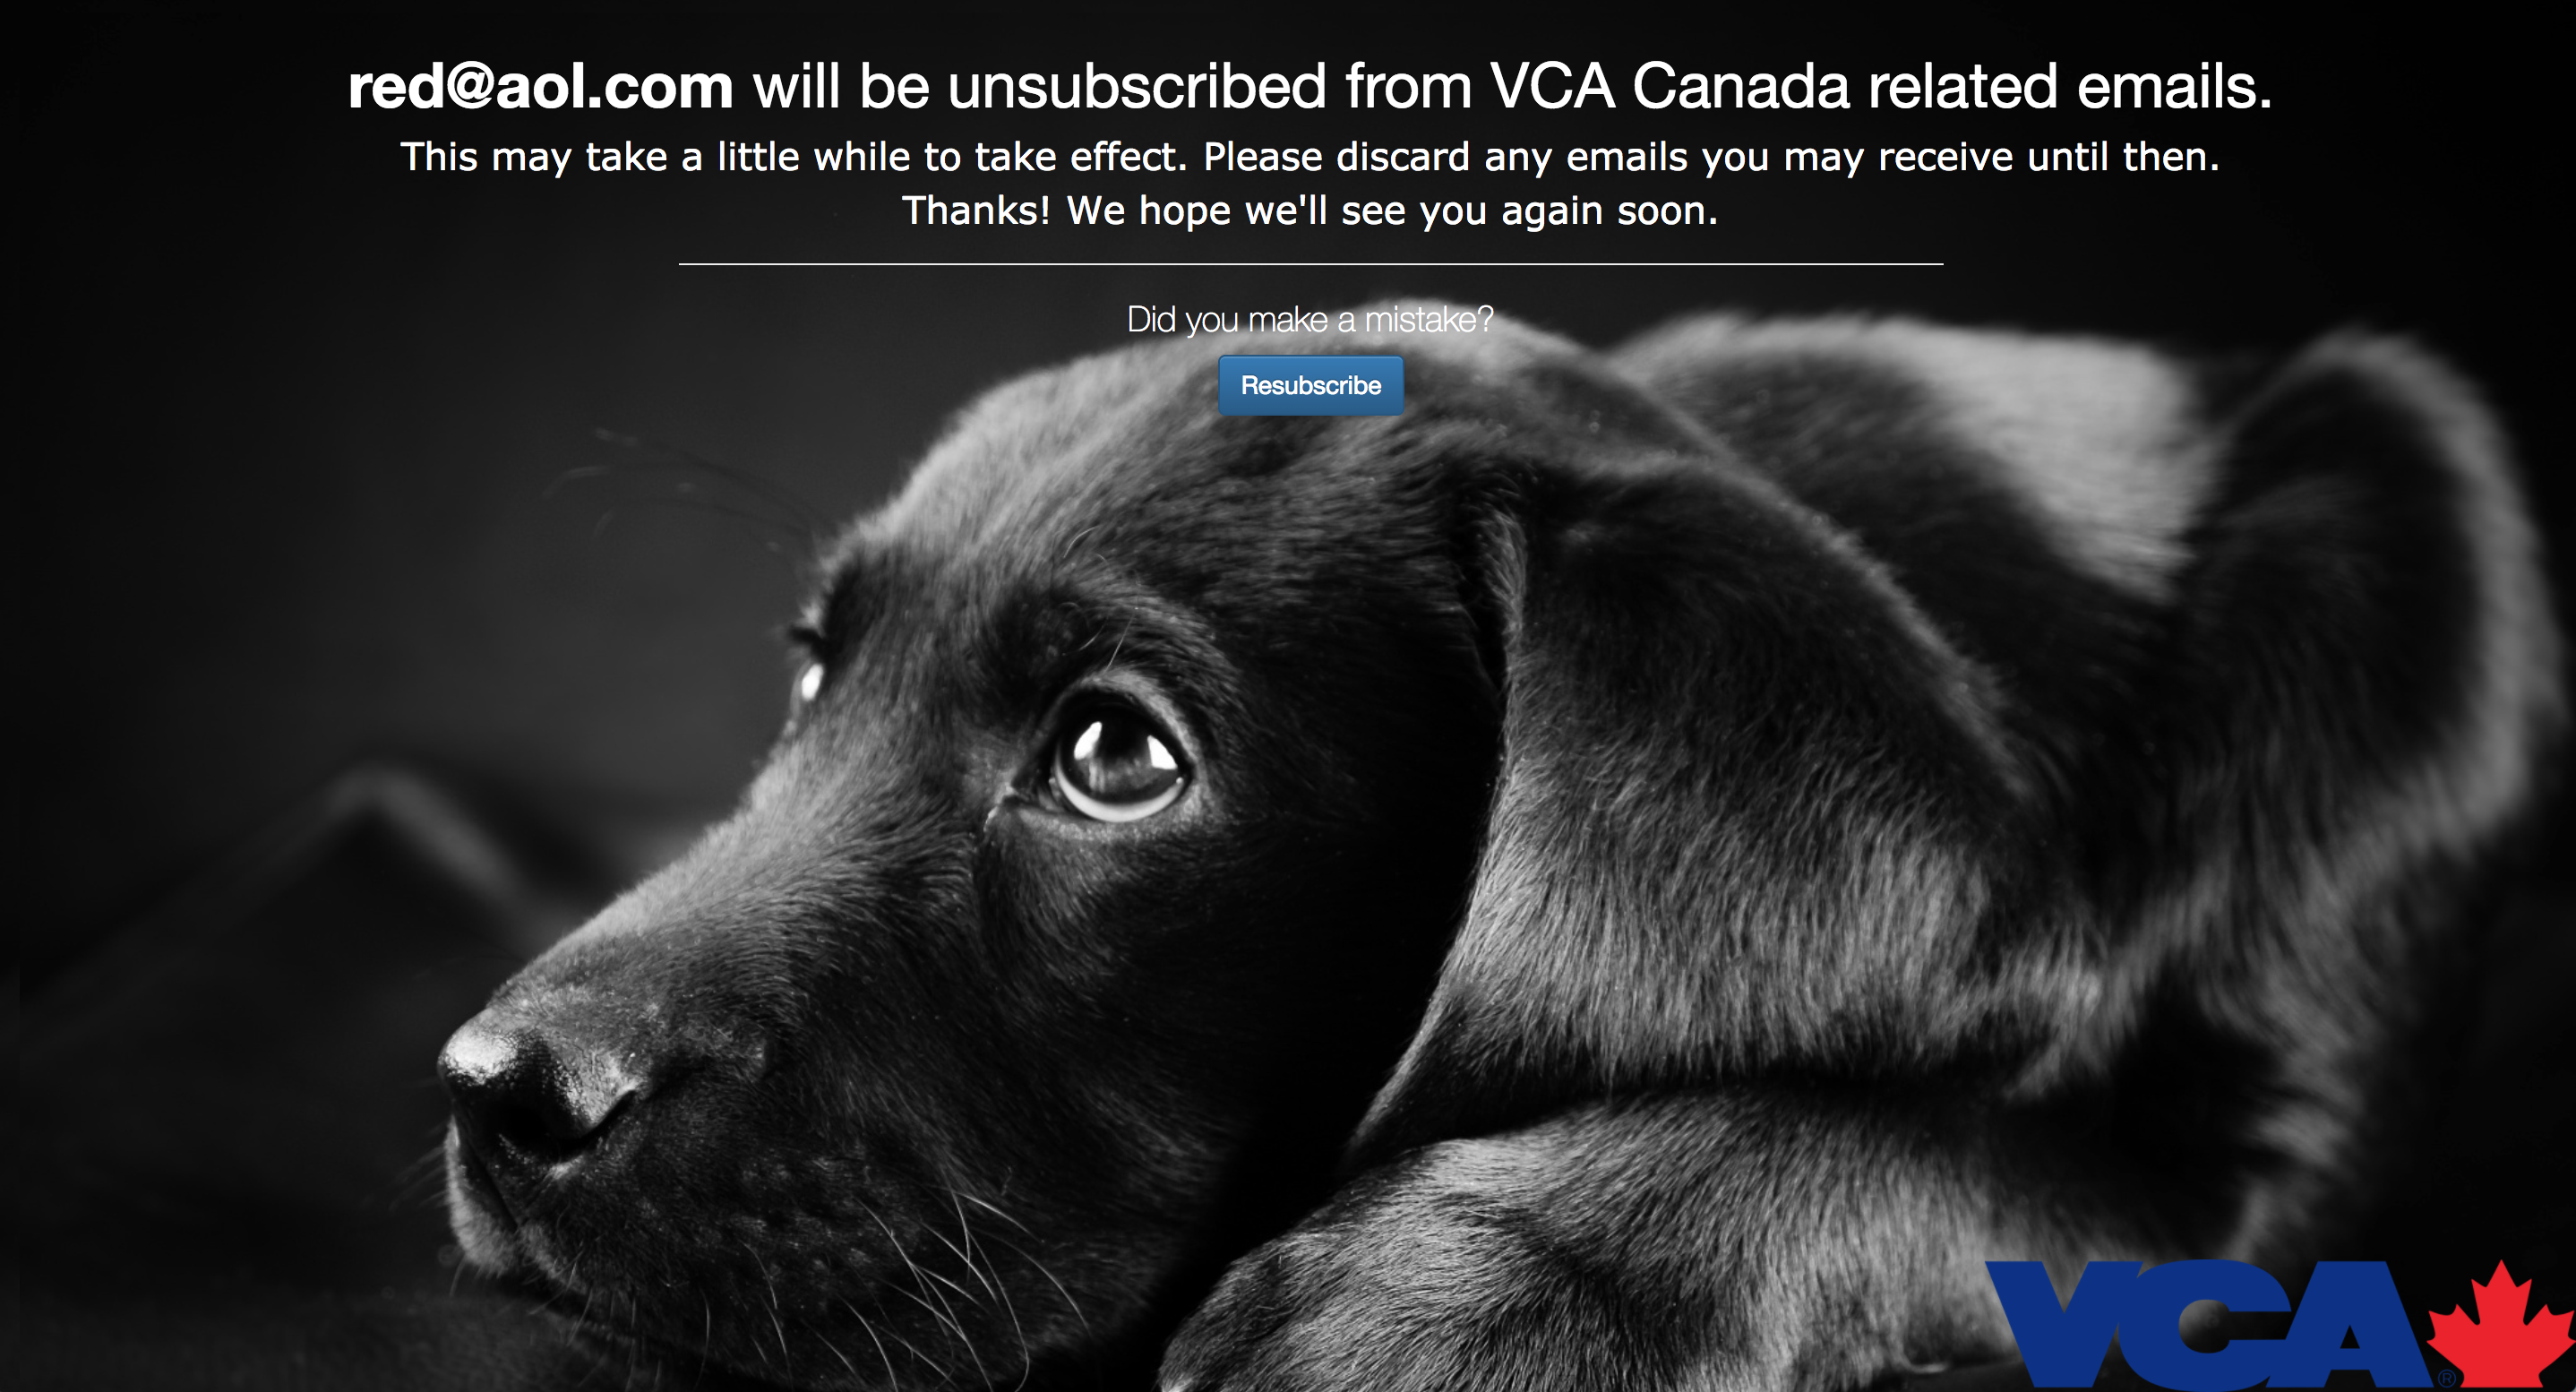 red@aol.com will be unsubscribed from VCA Canada related emails.
This may take a little while to take effect. Please discard any emails you may receive until then.
Thanks! We hope we'll see you again soon.
Did you make a mistake?
Resubscribe
VCA®